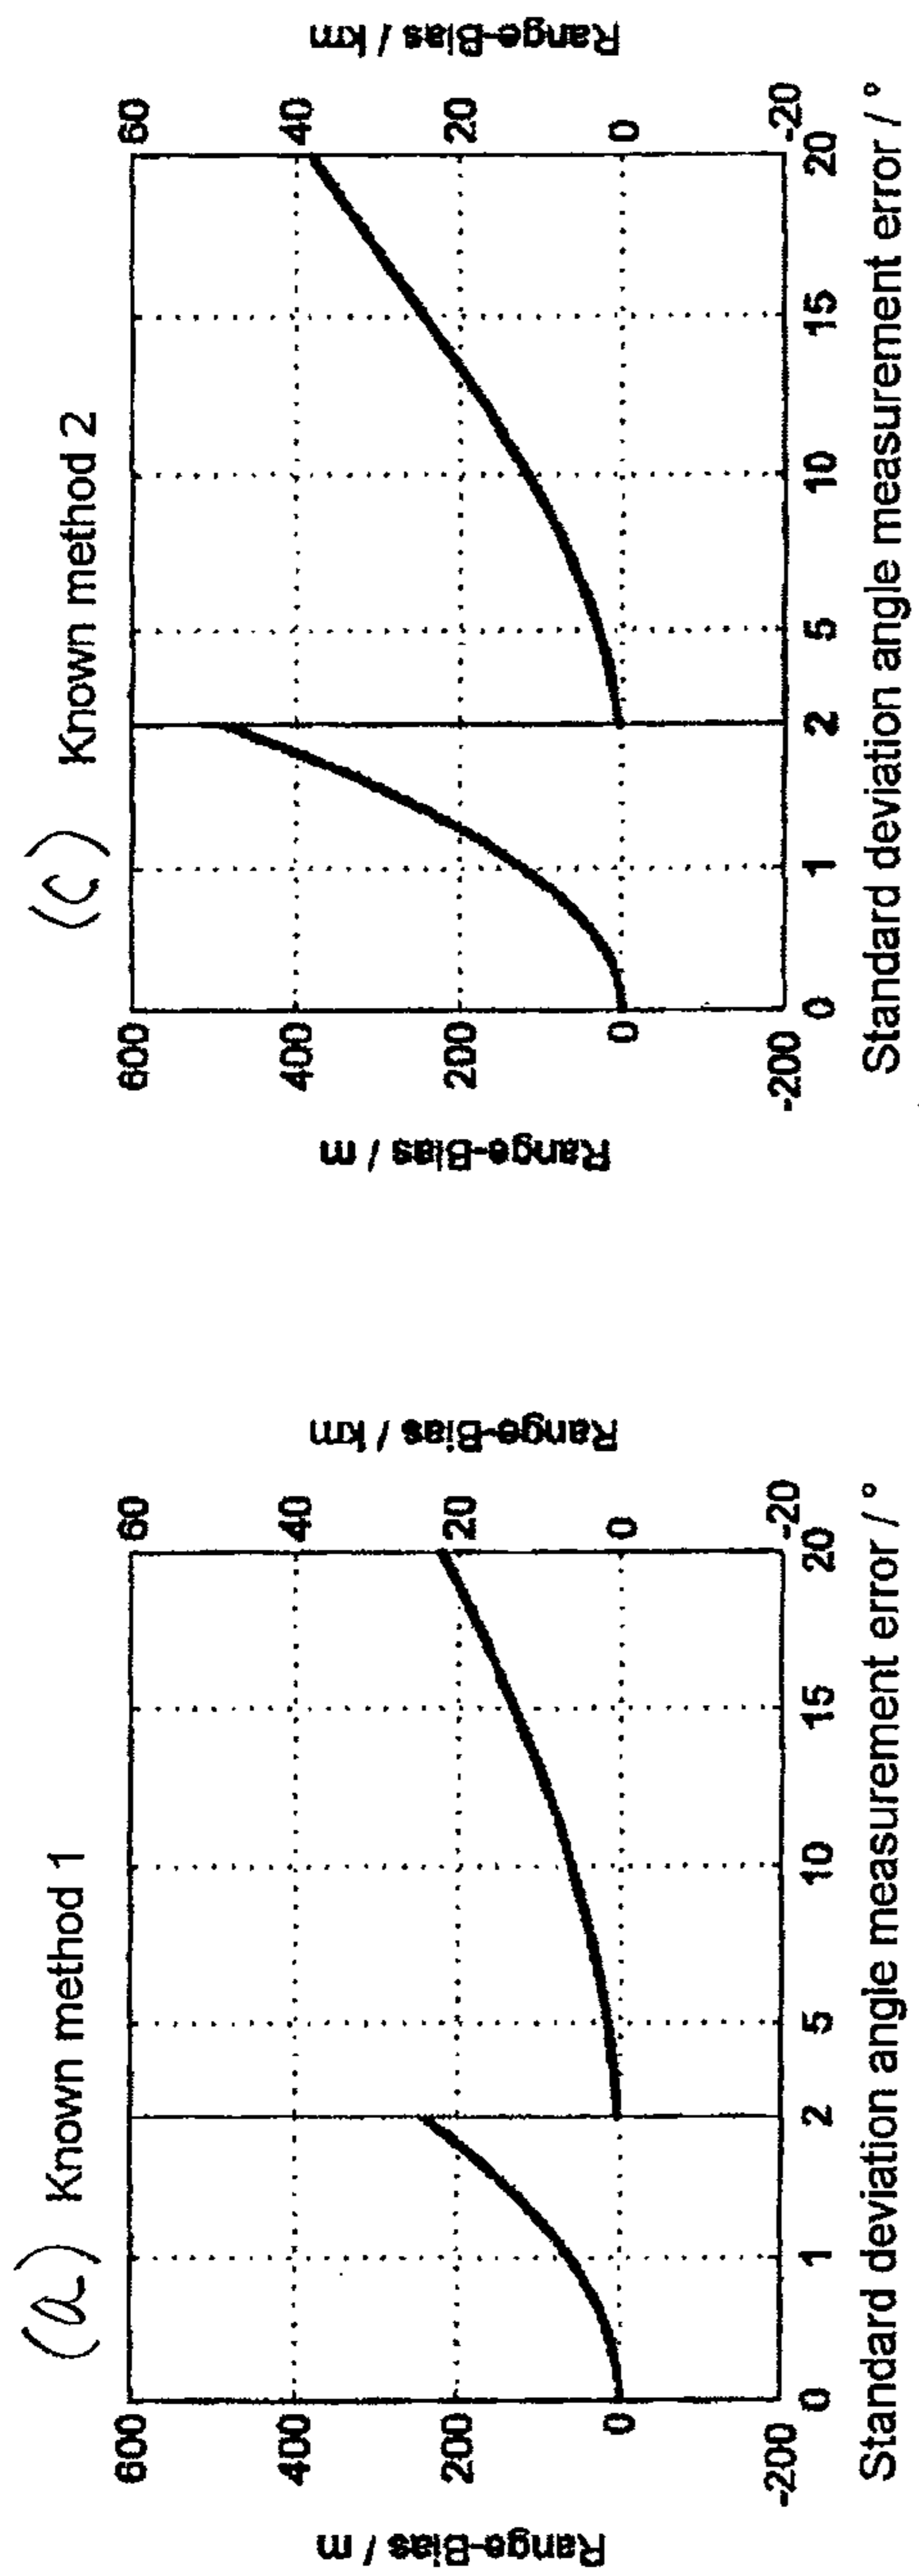 (a) Known method 1
Range-Bias / m
600
400
200
0
-200
Range-Bias / km
60
40
20
0
-20
0 1 2 5 10 15 20
Standard deviation angle measurement error / °
(c) Known method 2
Range-Bias / m
600
400
200
0
-200
Range-Bias / km
60
40
20
0
-20
0 1 2 5 10 15 20
Standard deviation angle measurement error / °